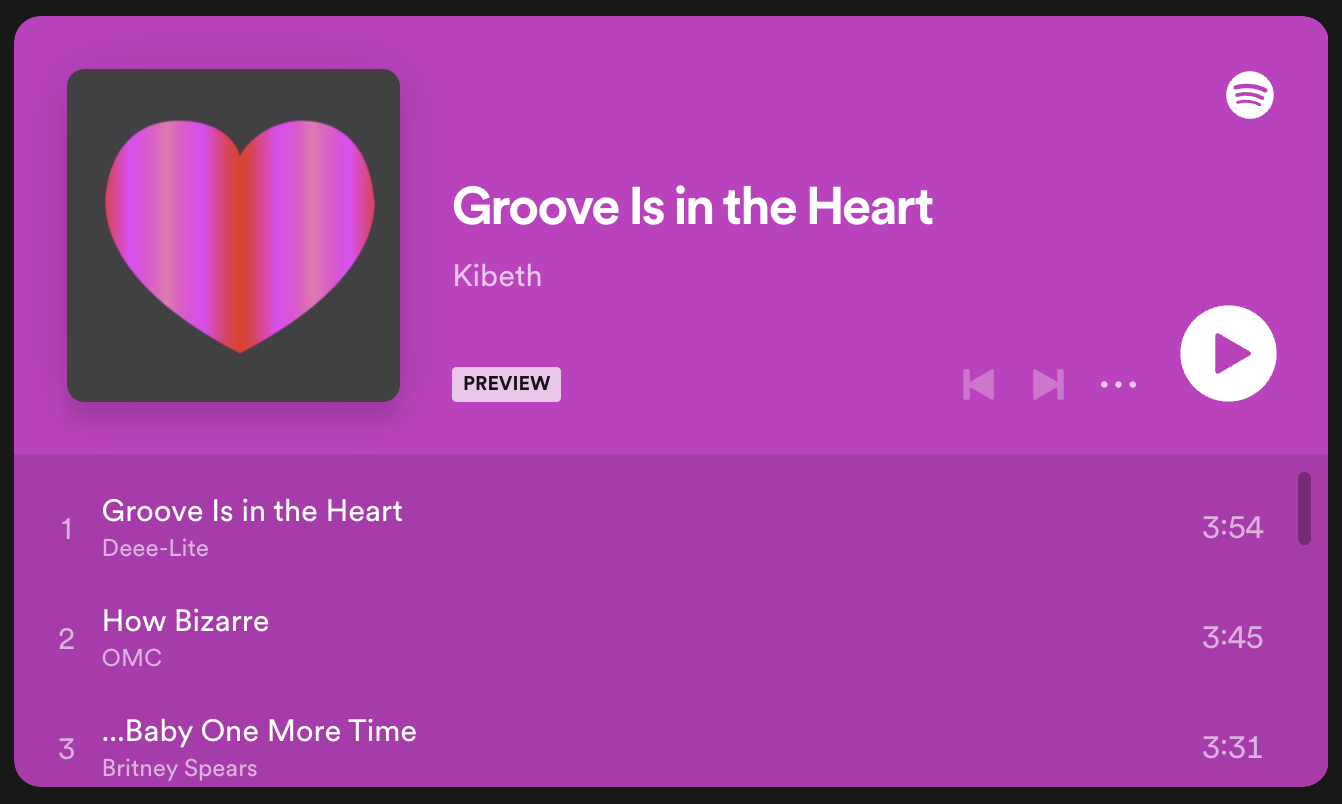 Groove Is in the Heart
Kibeth
PREVIEW
1 Groove Is in the Heart 3:54
Deee-Lite
2 How Bizarre 3:45
OMC
3 ...Baby One More Time 3:31
Britney Spears